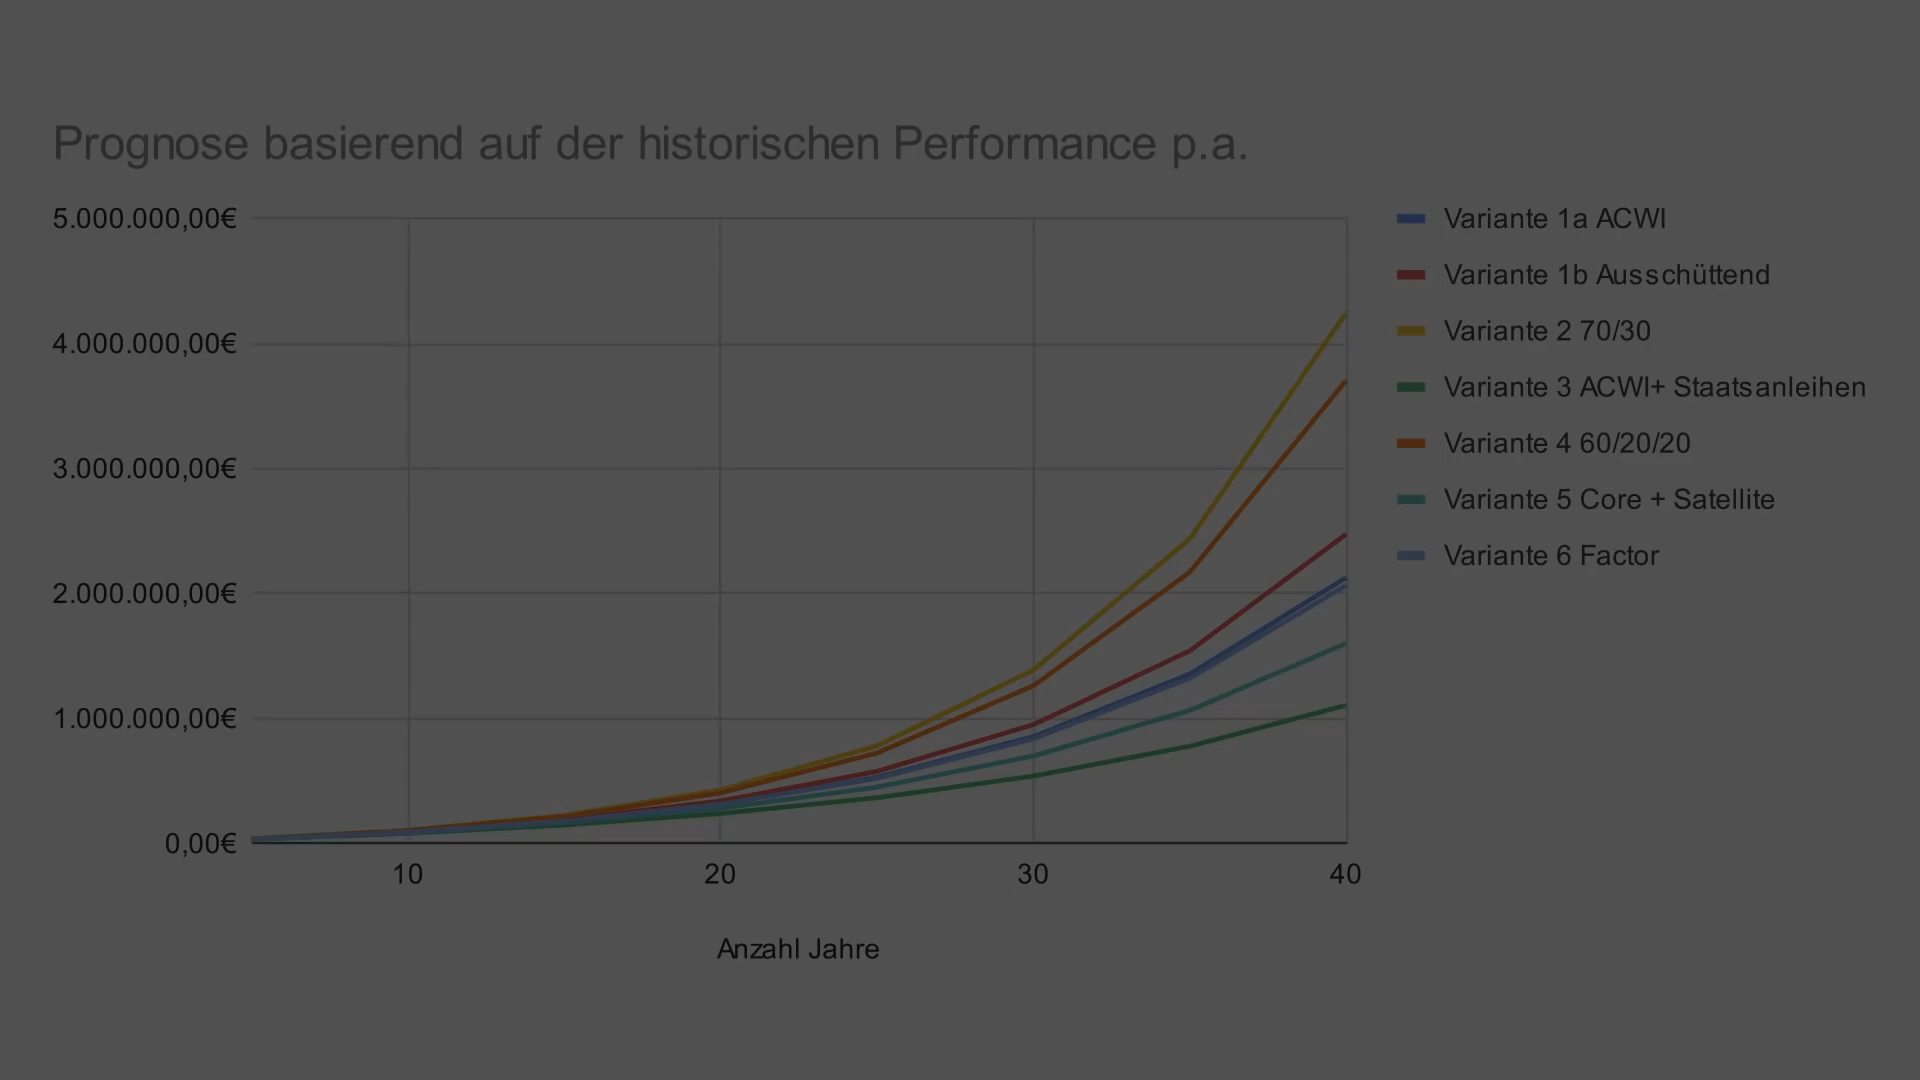 Prognose basierend auf der historischen Performance p.a.
5.000.000,00€
4.000.000,00€
3.000.000,00€
2.000.000,00€
1.000.000,00€
0,00€
10 20 30 40
Anzahl Jahre
Variante 1a ACWI
Variante 1b Ausschüttend
Variante 2 70/30
Variante 3 ACWI+ Staatsanleihen
Variante 4 60/20/20
Variante 5 Core + Satellite
Variante 6 Factor